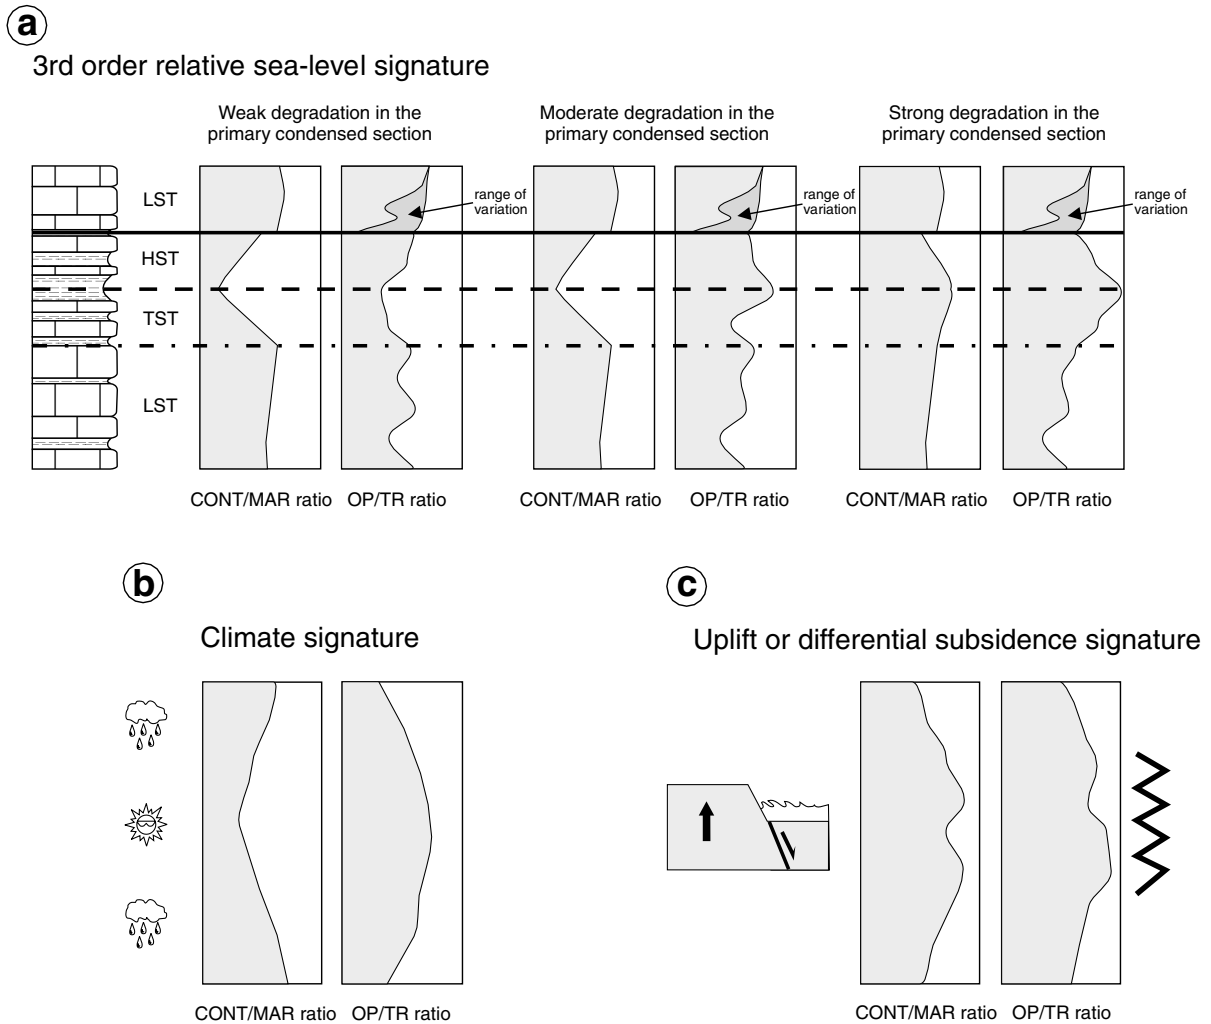 a
3rd order relative sea-level signature
Weak degradation in the
primary condensed section
Moderate degradation in the
primary condensed section
Strong degradation in the
primary condensed section
LST
HST
TST
LST
range of
variation
range of
variation
range of
variation
CONT/MAR ratio OP/TR ratio
CONT/MAR ratio OP/TR ratio
CONT/MAR ratio OP/TR ratio
b
Climate signature
CONT/MAR ratio OP/TR ratio
c
Uplift or differential subsidence signature
CONT/MAR ratio OP/TR ratio